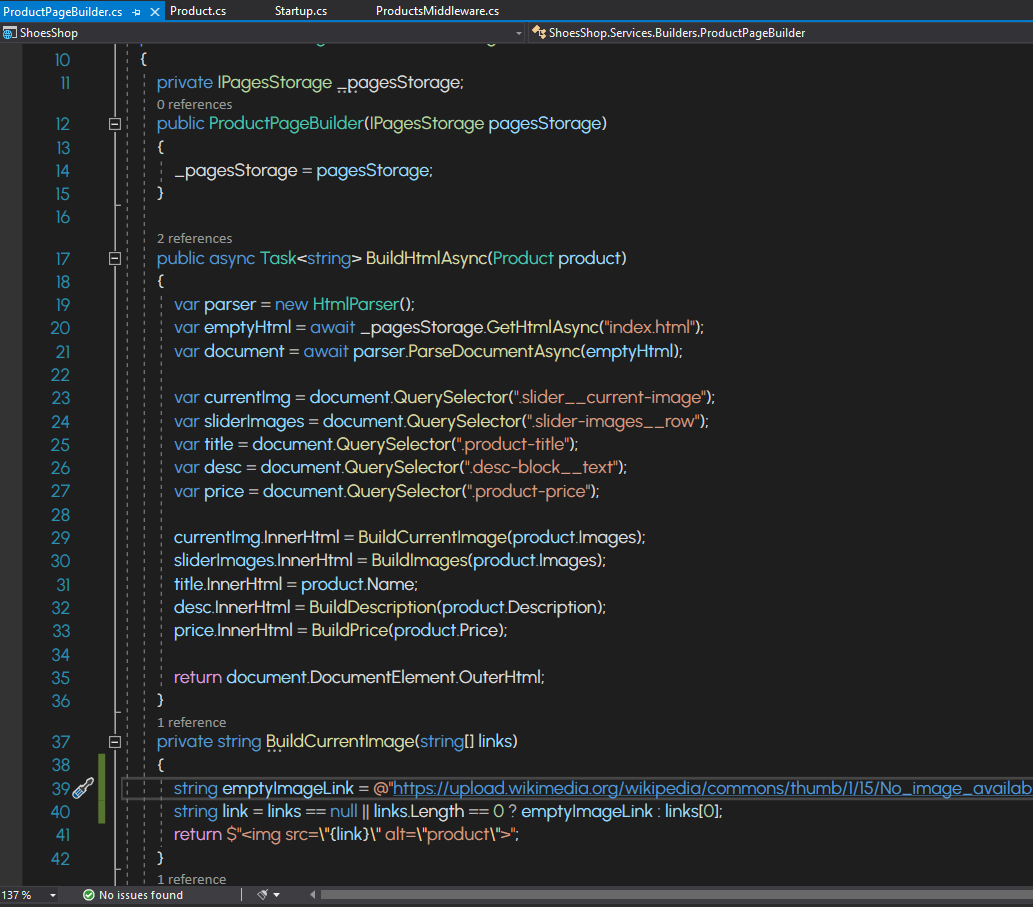 ProductPageBuilder.cs Product.cs Startup.cs ProductsMiddleware.cs
ShoesShop ShoesShop.Services.Builders.ProductPageBuilder
10 {
11 private IPagesStorage _pagesStorage;
0 references
12 public ProductPageBuilder(IPagesStorage pagesStorage)
13 {
14 _pagesStorage = pagesStorage;
15 }
16
2 references
17 public async Task<string> BuildHtmlAsync(Product product)
18 {
19 var parser = new HtmlParser();
20 var emptyHtml = await _pagesStorage.GetHtmlAsync("index.html");
21 var document = await parser.ParseDocumentAsync(emptyHtml);
22
23 var currentImg = document.QuerySelector(".slider__current-image");
24 var sliderImages = document.QuerySelector(".slider-images__row");
25 var title = document.QuerySelector(".product-title");
26 var desc = document.QuerySelector(".desc-block__text");
27 var price = document.QuerySelector(".product-price");
28
29 currentImg.InnerHtml = BuildCurrentImage(product.Images);
30 sliderImages.InnerHtml = BuildImages(product.Images);
31 title.InnerHtml = product.Name;
32 desc.InnerHtml = BuildDescription(product.Description);
33 price.InnerHtml = BuildPrice(product.Price);
34
35 return document.DocumentElement.OuterHtml;
36 }
1 reference
37 private string BuildCurrentImage(string[] links)
38 {
39 string emptyImageLink = @"https://upload.wikimedia.org/wikipedia/commons/thumb/1/15/No_image_availab
40 string link = links == null || links.Length == 0 ? emptyImageLink : links[0];
41 return $"<img src=\"{link}\" alt=\"product\">";
42 }
1 reference
137 % No issues found